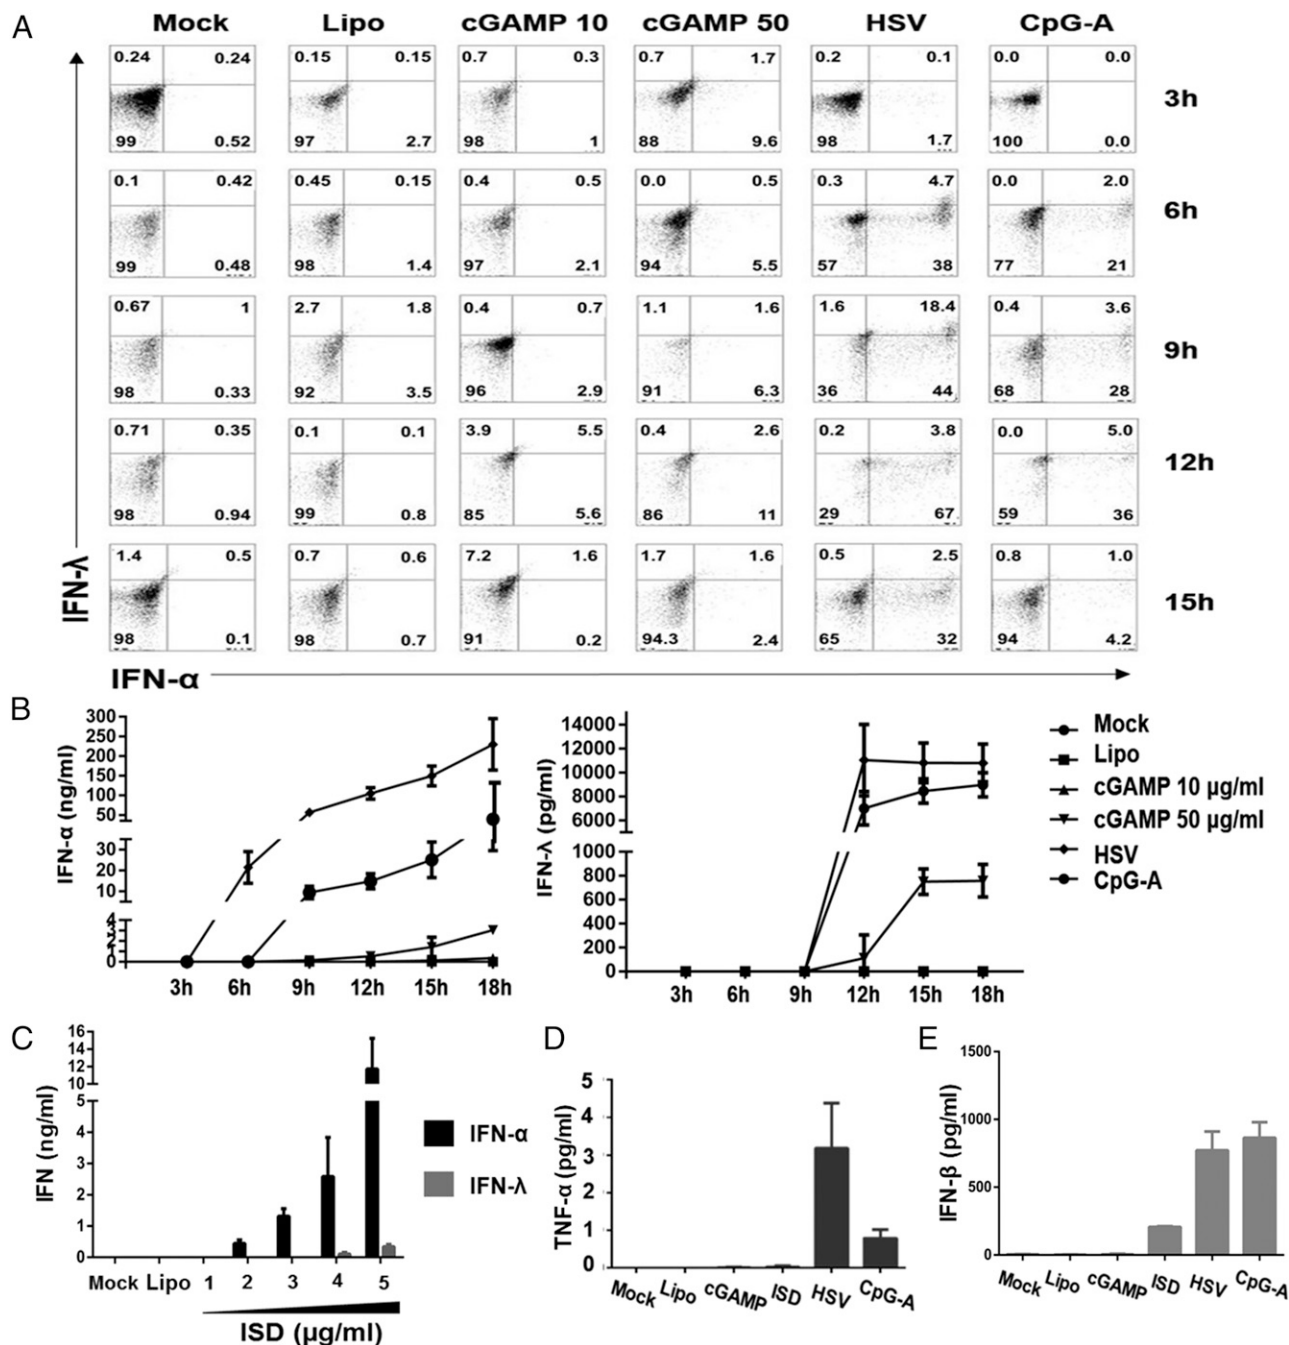 A
Mock Lipo cGAMP 10 cGAMP 50 HSV CpG-A
0.24 0.24 0.15 0.15 0.7 0.3 0.7 1.7 0.2 0.1 0.0 0.0
3h
99 0.52 97 2.7 98 1 88 9.6 98 1.7 100 0.0
0.1 0.42 0.45 0.15 0.4 0.5 0.0 0.5 0.3 4.7 0.0 2.0
6h
99 0.48 98 1.4 97 2.1 94 5.5 57 38 77 21
0.67 1 2.7 1.8 0.4 0.7 1.1 1.6 1.6 18.4 0.4 3.6
9h
98 0.33 92 3.5 96 2.9 91 6.3 36 44 68 28
0.71 0.35 0.1 0.1 3.9 5.5 0.4 2.6 0.2 3.8 0.0 5.0
12h
98 0.94 99 0.8 85 5.6 86 11 29 67 59 36
1.4 0.5 0.7 0.6 7.2 1.6 1.7 1.6 0.5 2.5 0.8 1.0
15h
98 0.1 98 0.7 91 0.2 94.3 2.4 65 32 94 4.2
IFN-λ
IFN-α
B
IFN-α (ng/ml)
300
250
200
150
100
50
30
20
10
4
3
2
1
0
3h 6h 9h 12h 15h 18h
IFN-λ (pg/ml)
14000
12000
10000
8000
6000
1000
800
600
400
200
0
3h 6h 9h 12h 15h 18h
Mock
Lipo
cGAMP 10 µg/ml
cGAMP 50 µg/ml
HSV
CpG-A
C
IFN (ng/ml)
16
14
12
10
5
4
3
2
1
0
Mock Lipo 1 2 3 4 5
ISD (µg/ml)
IFN-α
IFN-λ
D
TNF-α (pg/ml)
5
4
3
2
1
0
Mock Lipo cGAMP ISD HSV CpG-A
E
IFN-β (pg/ml)
1500
1000
500
0
Mock Lipo cGAMP ISD HSV CpG-A